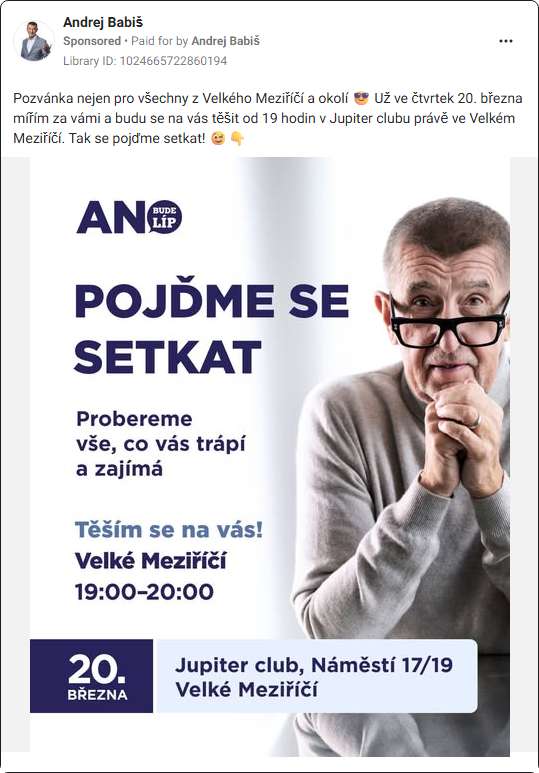 Andrej Babiš
Sponsored • Paid for by Andrej Babiš
Library ID: 1024665722860194
Pozvánka nejen pro všechny z Velkého Meziříčí a okolí 😎 Už ve čtvrtek 20. března
mířím za vámi a budu se na vás těšit od 19 hodin v Jupiter clubu právě ve Velkém
Meziříčí. Tak se pojďme setkat! 😉 👇
ANO BUDE LÍP
POJĎME SE
SETKAT
Probereme
vše, co vás trápí
a zajímá
Těším se na vás!
Velké Meziříčí
19:00–20:00
20.
BŘEZNA
Jupiter club, Náměstí 17/19
Velké Meziříčí